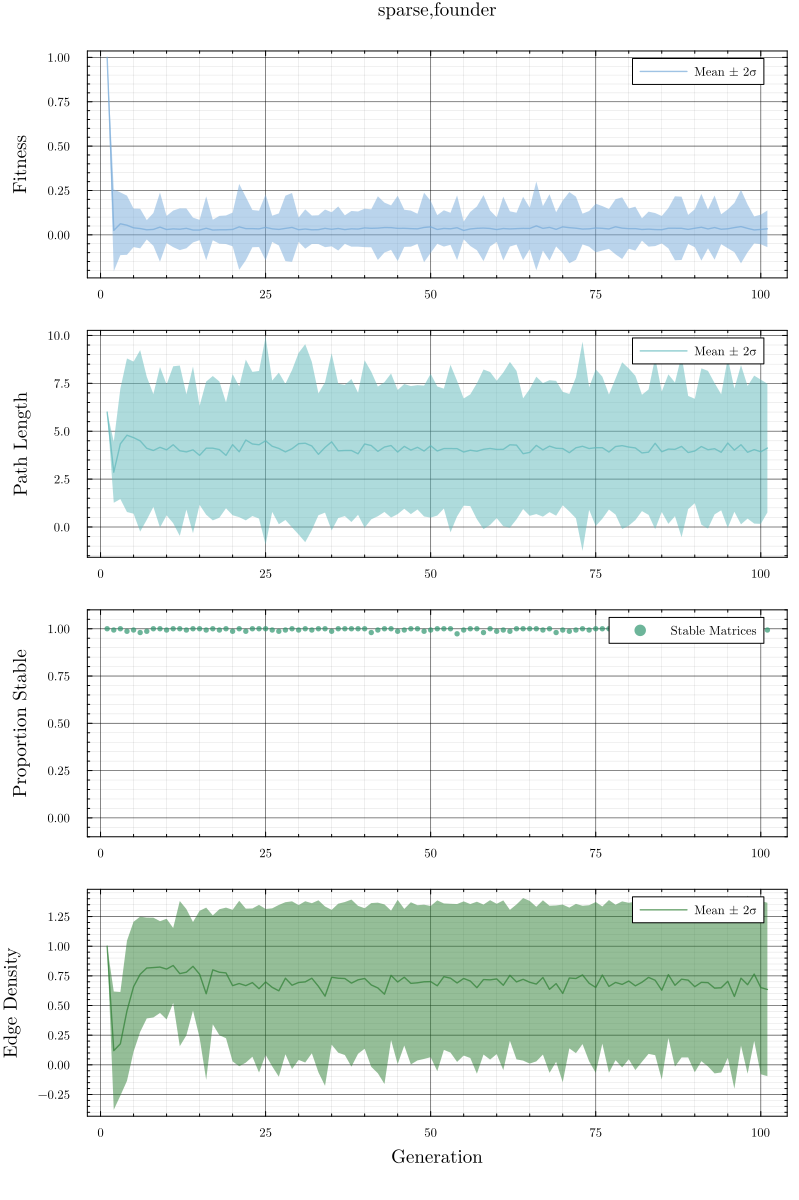 sparse,founder
1.00
0.75
0.50
0.25
0.00
Fitness
Mean ± 2σ
0 25 50 75 100
10.0
7.5
5.0
2.5
0.0
Path Length
Mean ± 2σ
0 25 50 75 100
1.00
0.75
0.50
0.25
0.00
Proportion Stable
Stable Matrices
0 25 50 75 100
1.25
1.00
0.75
0.50
0.25
0.00
−0.25
Edge Density
Mean ± 2σ
0 25 50 75 100
Generation